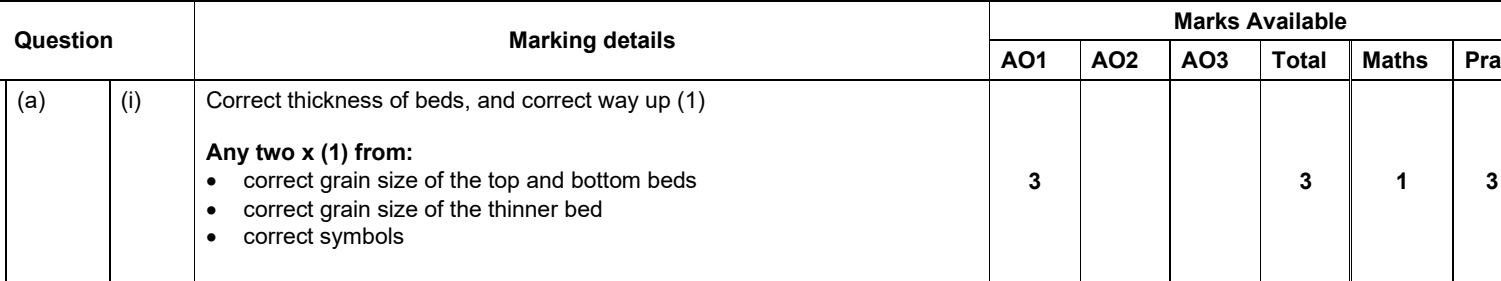 Question
Marking details
Marks Available
AO1 AO2 AO3 Total Maths Pra
(a) (i) Correct thickness of beds, and correct way up (1)
Any two x (1) from:
• correct grain size of the top and bottom beds
• correct grain size of the thinner bed
• correct symbols
3 3 1 3